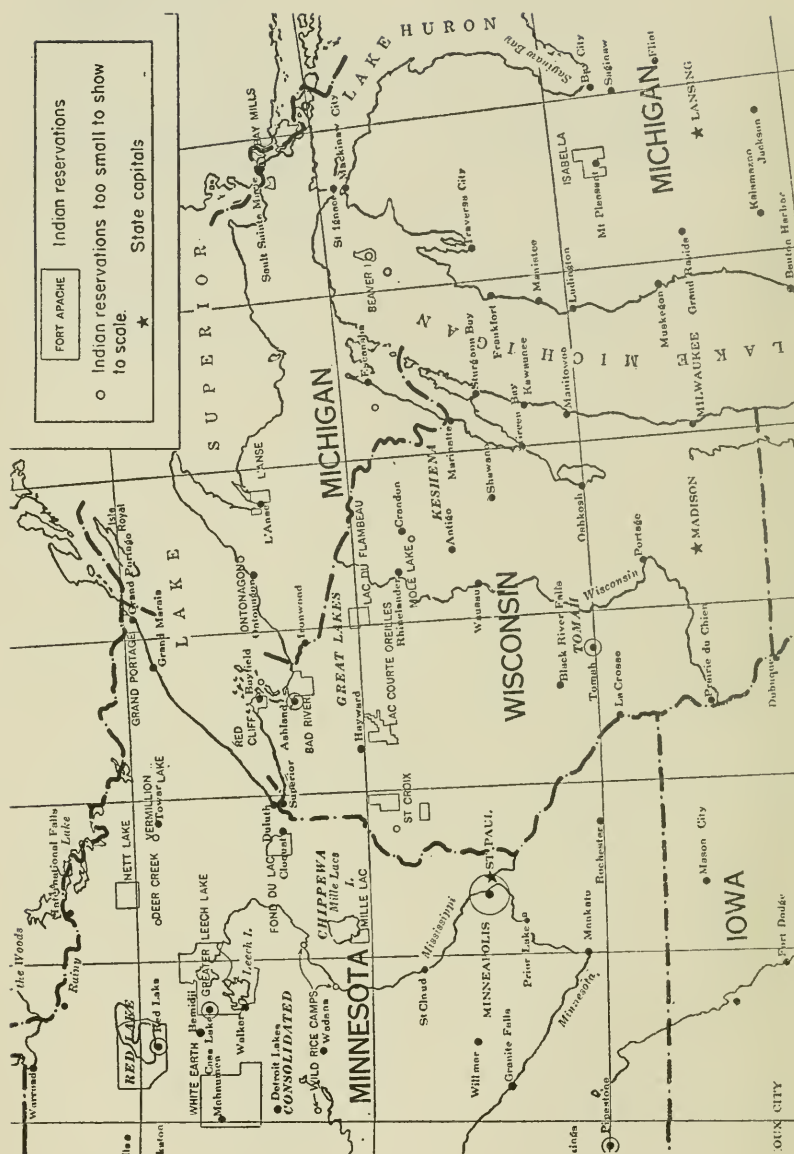 FORT APACHE
Indian reservations
Indian reservations too small to show
to scale.
State capitals
LAKE HURON
Saginaw Bay
Bay City
Saginaw
Flint
BAY MILLS
Sault Sainte Marie
SUPERIOR
Mackinaw City
St Ignace
ISABELLA
Mt Pleasant
MICHIGAN
LANSING
Kalamazoo
Jackson
Traverse City
BEAVER I
Manistee
Ludington
Frankfort
Muskegon
Grand Rapids
Benton Harbor
LAKE MICHIGAN
Escanaba
Sturgeon Bay
Green Bay
Kewaunee
Manitowoc
MILWAUKEE
MICHIGAN
L'ANSE
L'Anse
KESHENA
Marinette
Shawano
Antigo
Oshkosh
Crandon
MOLE LAKE
Rhinelander
LAC DU FLAMBEAU
MADISON
Portage
Wisconsin
Isle
Royal
Grand Portage
GRAND PORTAGE
Grand Marais
LAKE
ONTONAGON
Ontonagon
Ironwood
GREAT LAKES
Wausau
WISCONSIN
Black River Falls
TOMAH
Tomah
La Crosse
Prairie du Chien
Dubuque
RED
CLIFF
Bayfield
Ashland
BAD RIVER
Hayward
LAC COURTE OREILLES
ST CROIX
Duluth
Superior
Cloquet
FOND DU LAC
VERMILLION
Tower
LAKE
NETT LAKE
DEER CREEK
International Falls
Lake
Rainy
the Woods
Warroad
RED LAKE
Red Lake
GREATER LEECH LAKE
Bemidji
Cass Lake
Leech L.
Walker
WHITE EARTH
Mahnomen
Detroit Lakes
CONSOLIDATED
CHIPPEWA
Mille Lacs
L.
MILLE LAC
WILD RICE CAMPS
Wadena
MINNESOTA
Mississippi
St Cloud
ST. PAUL
MINNEAPOLIS
Prior Lake
Willmar
Granite Falls
Minnesota
Mankato
Rochester
Mason City
IOWA
Fort Dodge
Pipestone
OUX CITY